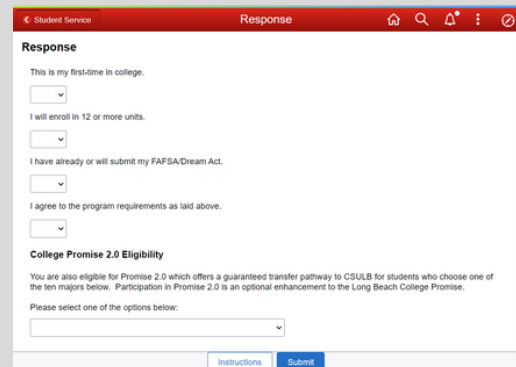 Student Service
Response
Response
This is my first-time in college.
I will enroll in 12 or more units.
I have already or will submit my FAFSA/Dream Act.
I agree to the program requirements as laid above.
College Promise 2.0 Eligibility
You are also eligible for Promise 2.0 which offers a guaranteed transfer pathway to CSULB for students who choose one of
the ten majors below. Participation in Promise 2.0 is an optional enhancement to the Long Beach College Promise.
Please select one of the options below:
Instructions
Submit